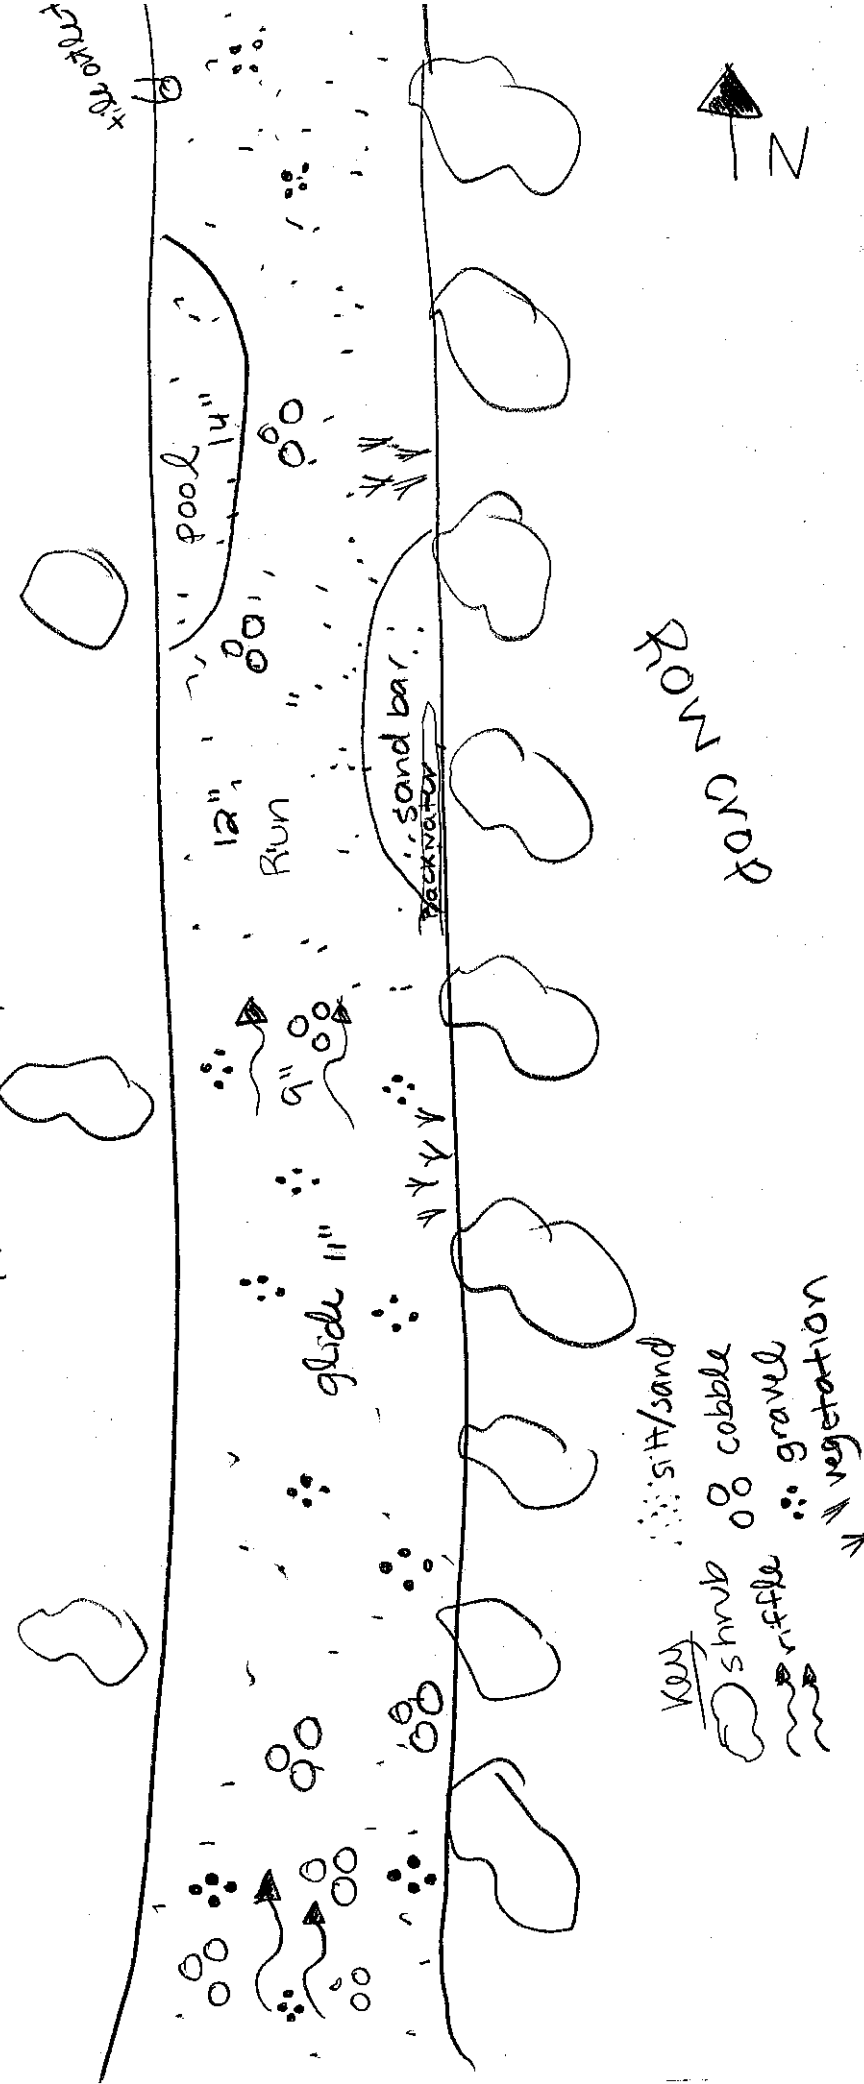 tile outlet
N
pool 14"
sand bar
backwater
12"
Run
Row crop
9"
glide 11"
Key
shrub
riffle
silt/sand
cobble
gravel
vegetation